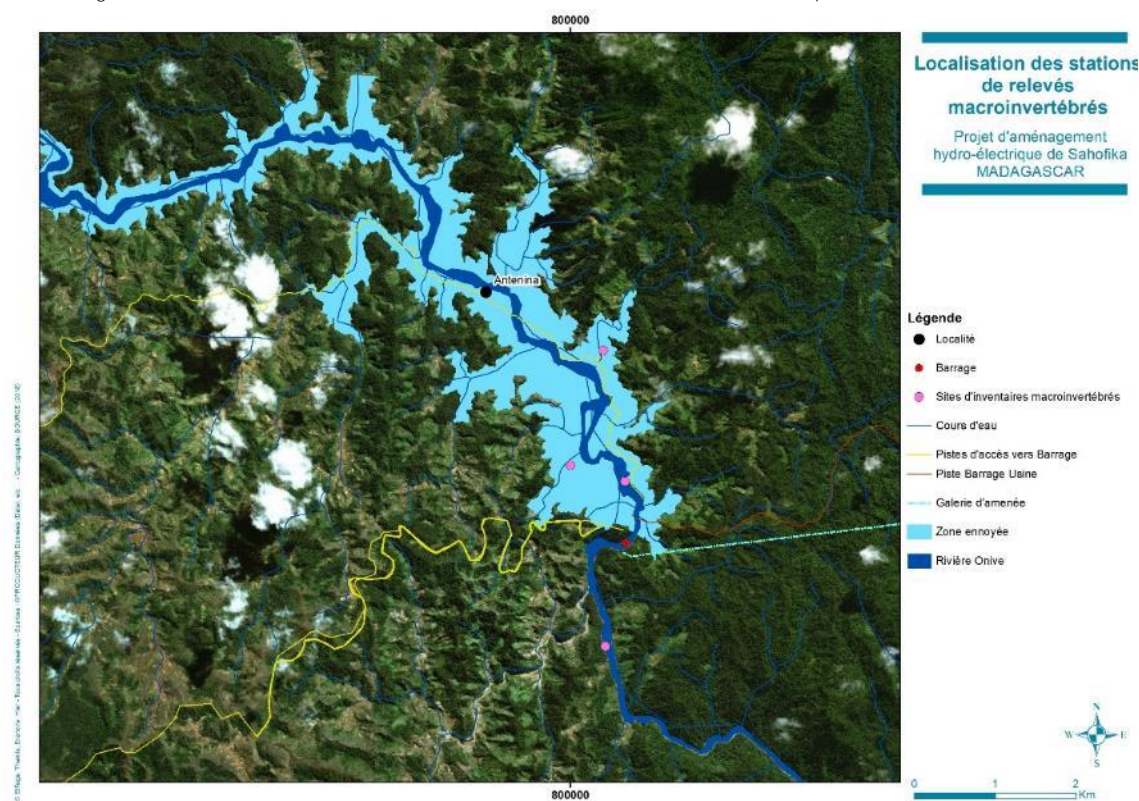 800000
Localisation des stations
de relevés
macroinvertébrés
Projet d'aménagement
hydro-électrique de Sahofika
MADAGASCAR
Antenina
Légende
Localité
Barrage
Sites d'inventaires macroinvertébrés
Cours d'eau
Pistes d'accès vers Barrage
Piste Barrage Usine
Galerie d'amenée
Zone ennoyée
Rivière Onive
N
W E
S
0 1 2
Km
800000